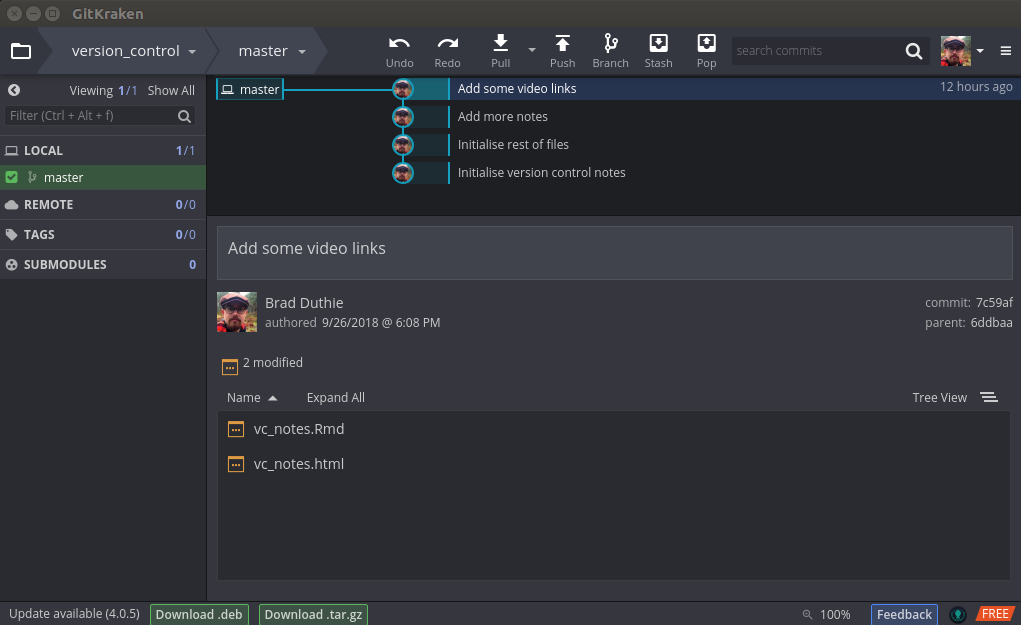 GitKraken
version_control
master
Undo
Redo
Pull
Push
Branch
Stash
Pop
search commits
Viewing 1/1 Show All
Filter (Ctrl + Alt + f)
LOCAL 1/1
master
REMOTE 0/0
TAGS 0/0
SUBMODULES 0
master
Add some video links 12 hours ago
Add more notes
Initialise rest of files
Initialise version control notes
Add some video links
Brad Duthie
authored 9/26/2018 @ 6:08 PM
commit: 7c59af
parent: 6ddbaa
2 modified
Name Expand All Tree View
vc_notes.Rmd
vc_notes.html
Update available (4.0.5) Download .deb Download .tar.gz 100% Feedback FREE